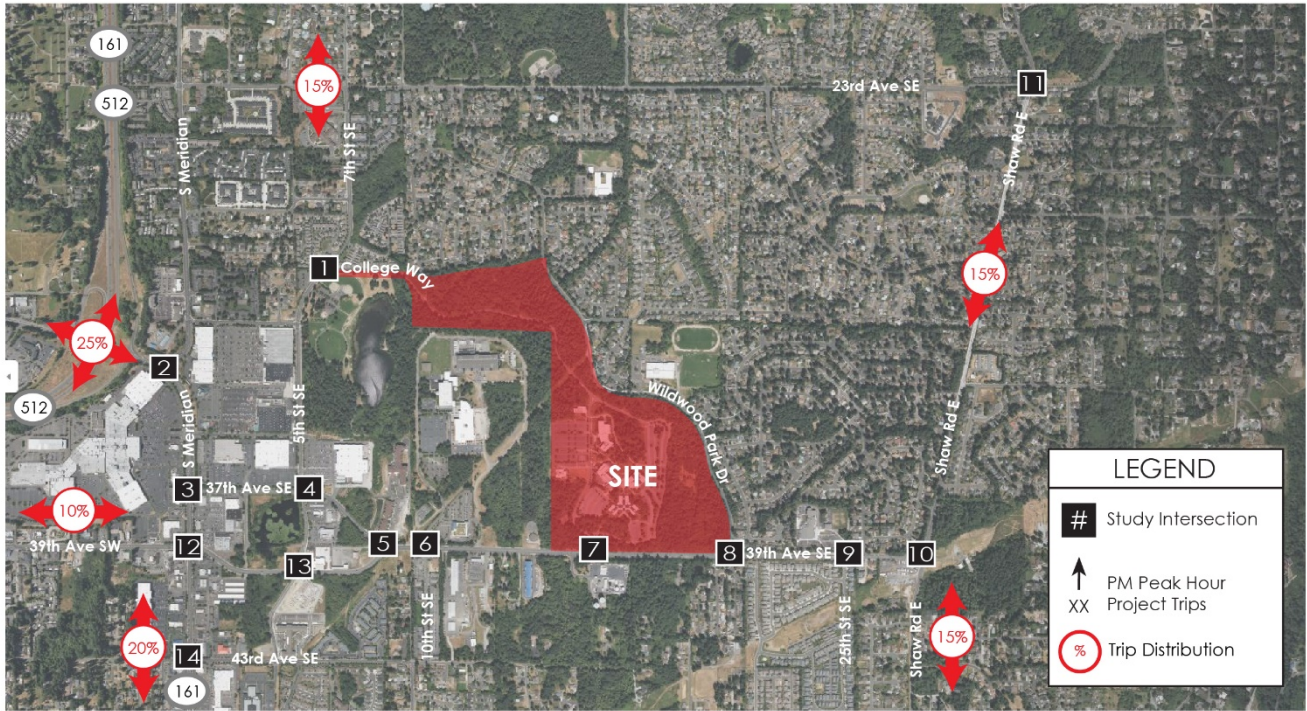 161
512
15%
S Meridian
7th St SE
23rd Ave SE
11
Shaw Rd E
1
College Way
15%
25%
2
512
S Meridian
5th St SE
Wildwood Park Dr
Shaw Rd E
SITE
3
37th Ave SE
4
10%
39th Ave SW
12
13
5
6
7
8
39th Ave SE
9
10
20%
14
161
43rd Ave SE
10th St SE
25th St SE
Shaw Rd E
15%
LEGEND
# Study Intersection
PM Peak Hour
XX Project Trips
% Trip Distribution